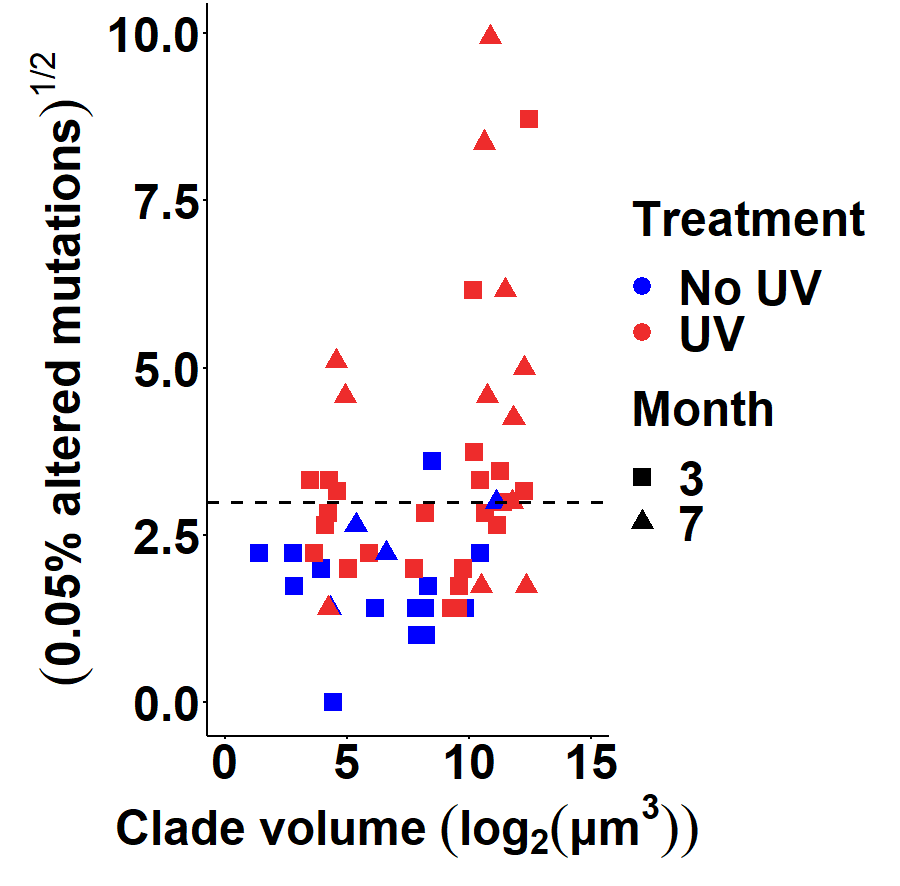 (0.05% altered mutations)^1/2
10.0
7.5
5.0
2.5
0.0
0 5 10 15
Clade volume (log₂(μm³))
Treatment
No UV
UV
Month
3
7